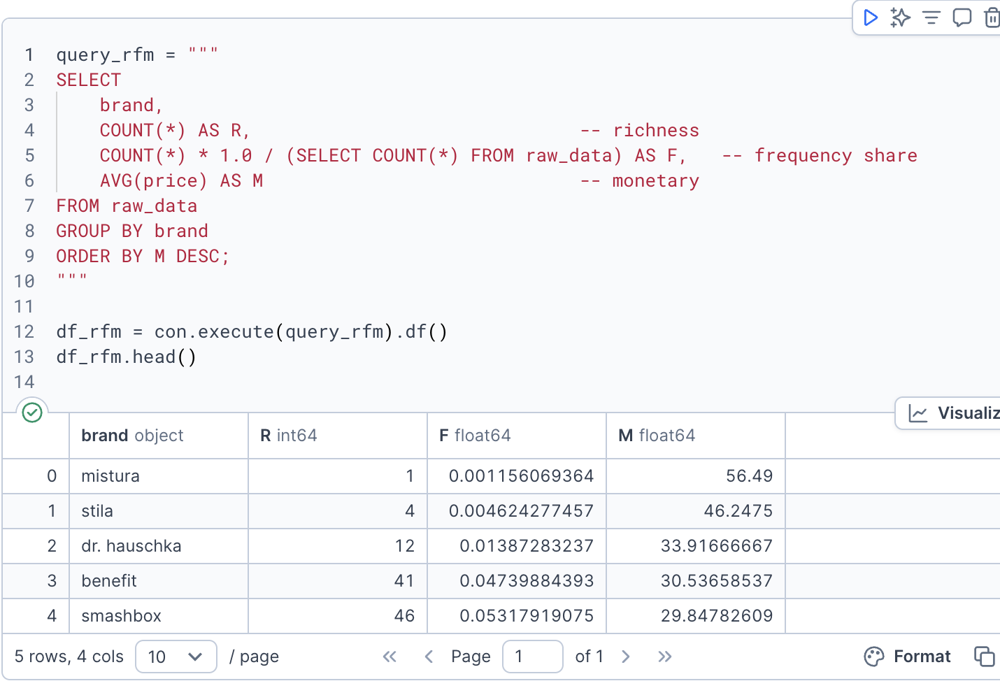 1 query_rfm = """
2 SELECT
3     brand,
4     COUNT(*) AS R,                              -- richness
5     COUNT(*) * 1.0 / (SELECT COUNT(*) FROM raw_data) AS F,   -- frequency share
6     AVG(price) AS M                             -- monetary
7 FROM raw_data
8 GROUP BY brand
9 ORDER BY M DESC;
10 """
11
12 df_rfm = con.execute(query_rfm).df()
13 df_rfm.head()
14
Visualiz
brand object R int64 F float64 M float64
0 mistura 1 0.001156069364 56.49
1 stila 4 0.004624277457 46.2475
2 dr. hauschka 12 0.01387283237 33.91666667
3 benefit 41 0.04739884393 30.53658537
4 smashbox 46 0.05317919075 29.84782609
5 rows, 4 cols 10 / page « ‹ Page 1 of 1 › » Format